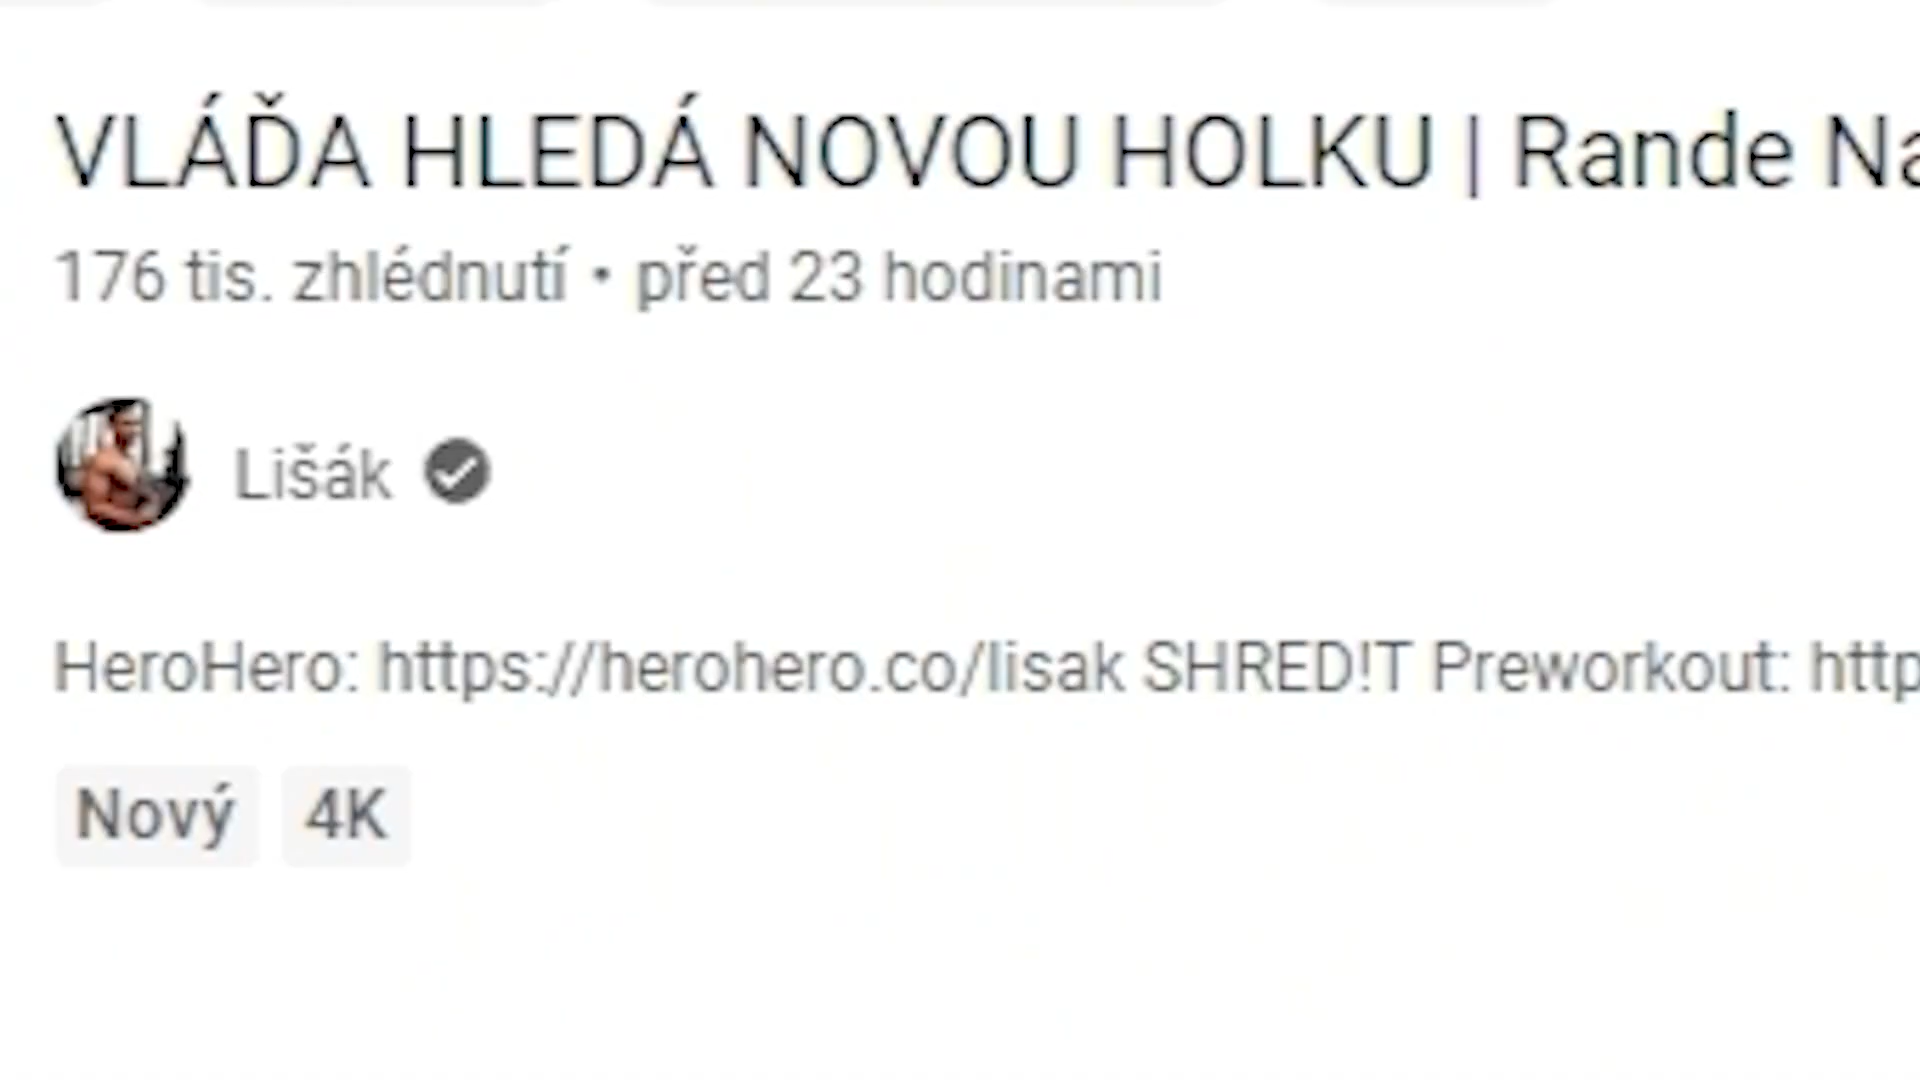 VLÁĎA HLEDÁ NOVOU HOLKU | Rande Na
176 tis. zhlédnutí • před 23 hodinami
Lišák
HeroHero: https://herohero.co/lisak SHRED!T Preworkout: http
Nový 4K